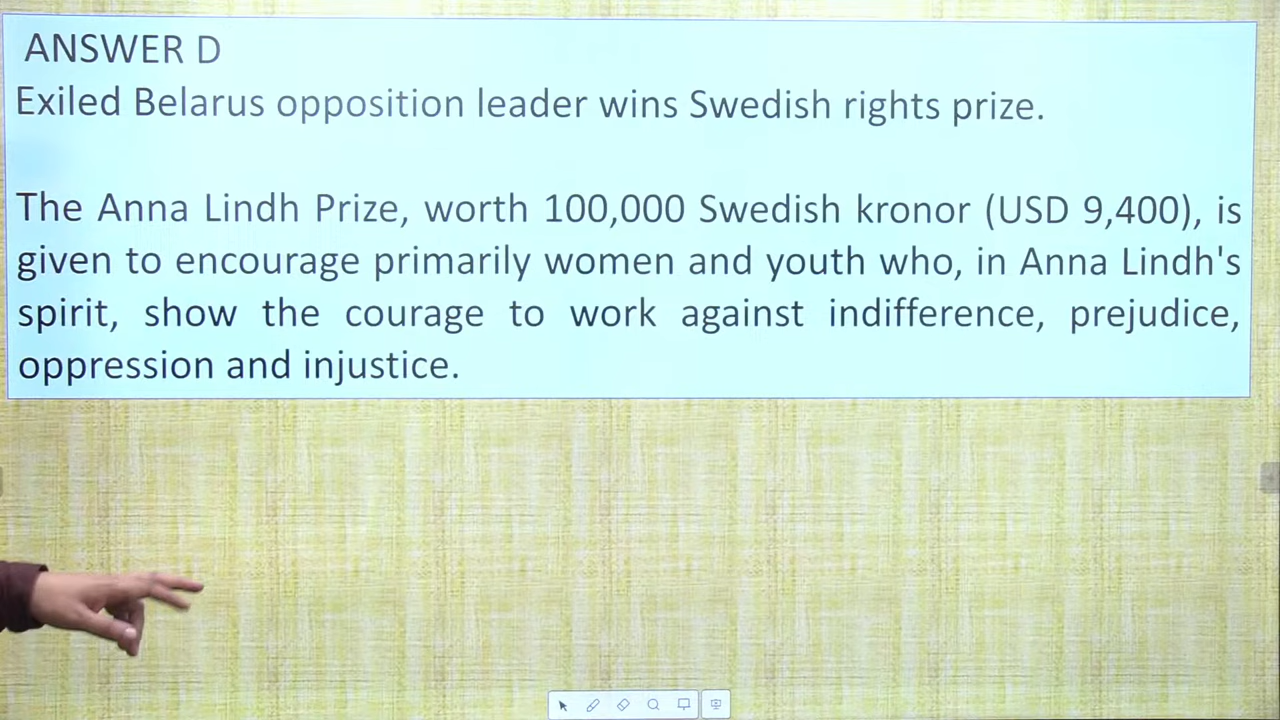 ANSWER D
Exiled Belarus opposition leader wins Swedish rights prize.
The Anna Lindh Prize, worth 100,000 Swedish kronor (USD 9,400), is
given to encourage primarily women and youth who, in Anna Lindh's
spirit, show the courage to work against indifference, prejudice,
oppression and injustice.